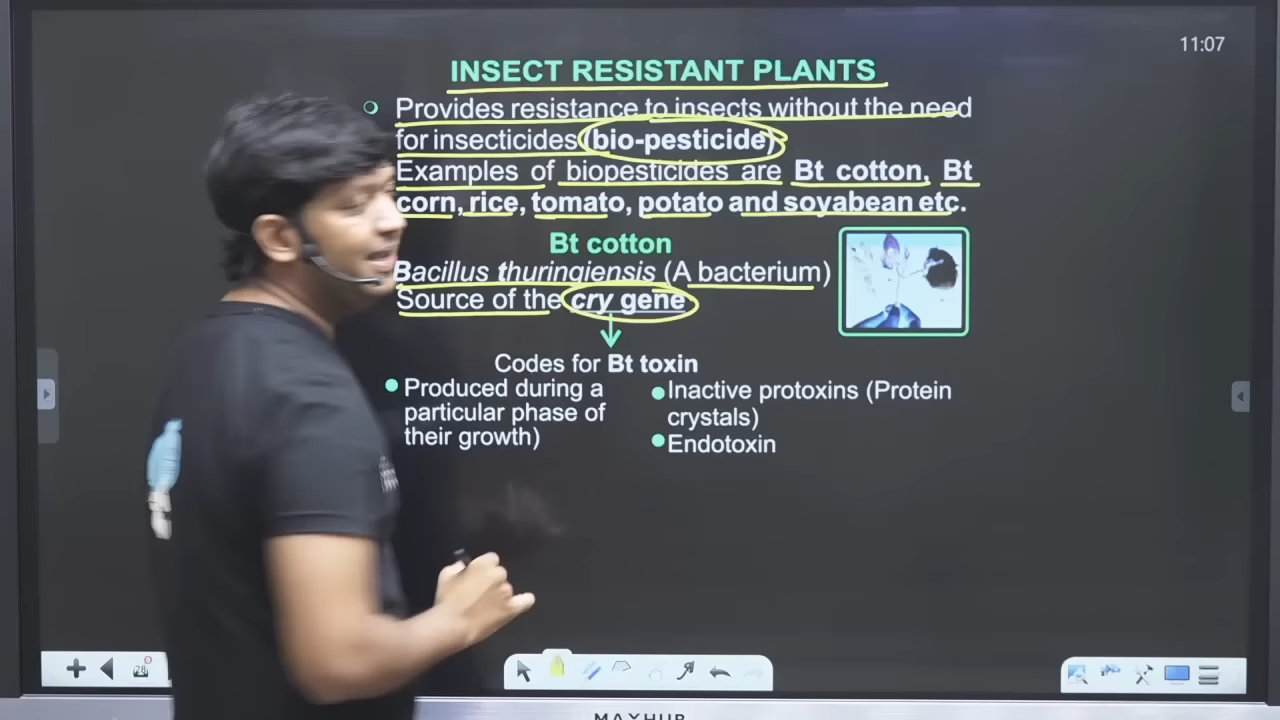 11:07
INSECT RESISTANT PLANTS
Provides resistance to insects without the need
for insecticides (bio-pesticide)
Examples of biopesticides are Bt cotton, Bt
corn, rice, tomato, potato and soyabean etc.
Bt cotton
Bacillus thuringiensis (A bacterium)
Source of the cry gene
Codes for Bt toxin
Produced during a
particular phase of
their growth)
Inactive protoxins (Protein
crystals)
Endotoxin
28
MAXHUB